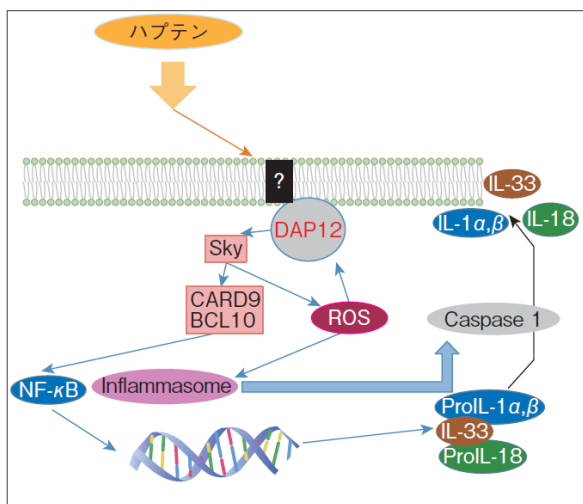 ハプテン
?
IL-33
IL-1α,β
IL-18
DAP12
Sky
CARD9
BCL10
ROS
Caspase 1
NF-κB
Inflammasome
ProIL-1α,β
IL-33
ProIL-18